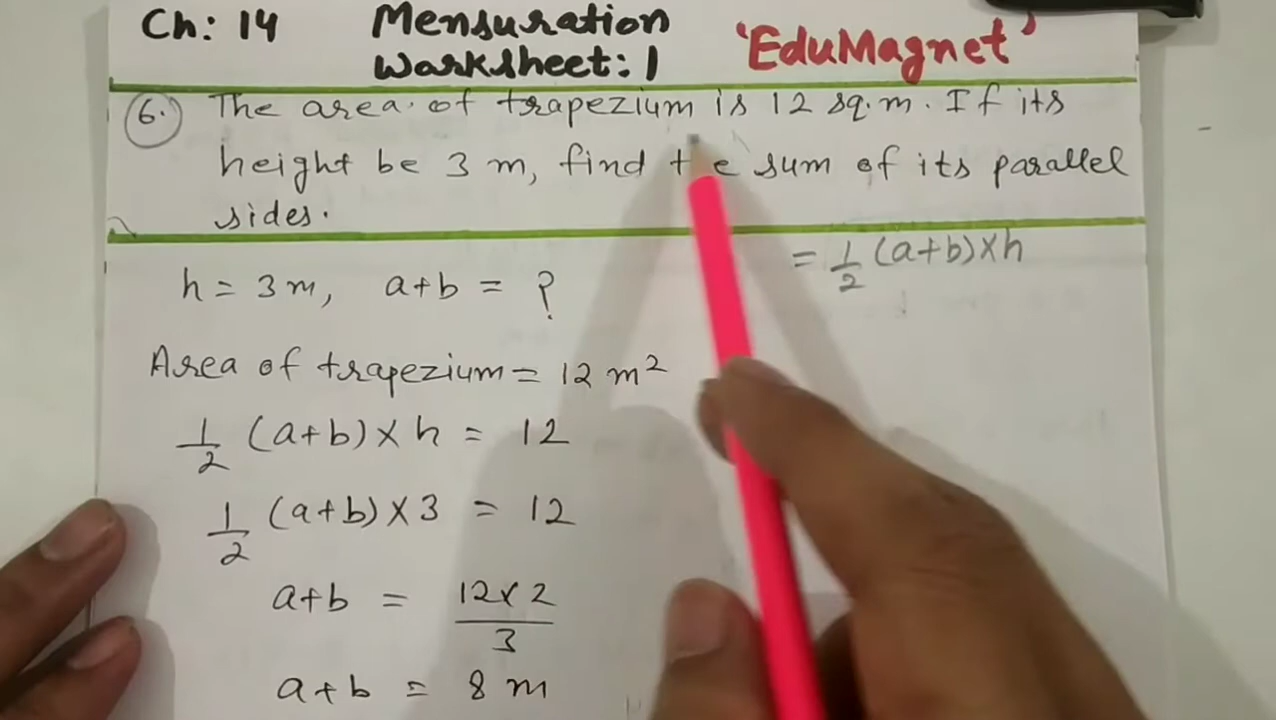 Ch: 14 Mensuration 'EduMagnet'
Worksheet: 1
6. The area of trapezium is 12 sq.m. If its
height be 3 m, find the sum of its parallel
sides.
= 1/2 (a+b)×h
h = 3m, a+b = ?
Area of trapezium = 12 m²
1/2 (a+b)×h = 12
1/2 (a+b)×3 = 12
a+b = 12×2/3
a+b = 8 m